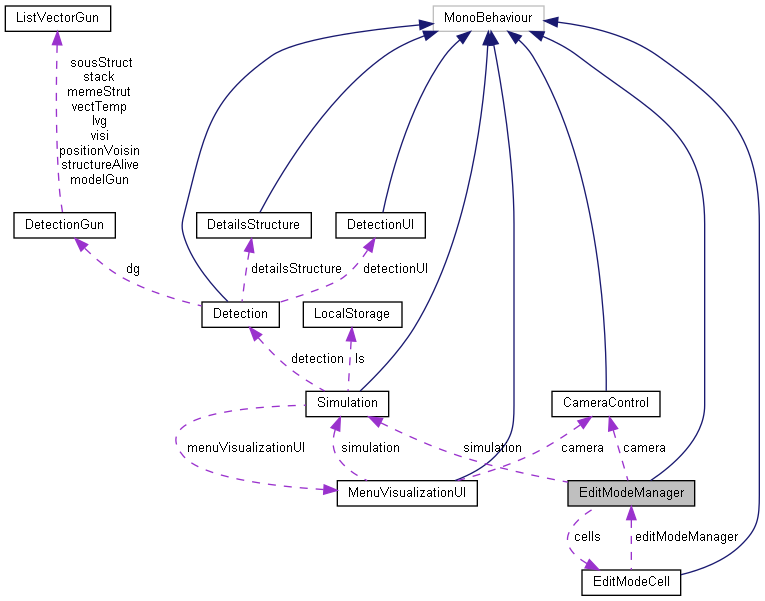 ListVectorGun
MonoBehaviour
sousStruct
stack
memeStrut
vectTemp
lvg
visi
positionVoisin
structureAlive
modelGun
DetectionGun
DetailsStructure
DetectionUI
dg
detailsStructure
detectionUI
Detection
LocalStorage
detection
ls
Simulation
CameraControl
menuVisualizationUI
simulation
simulation
camera
camera
MenuVisualizationUI
EditModeManager
cells
editModeManager
EditModeCell